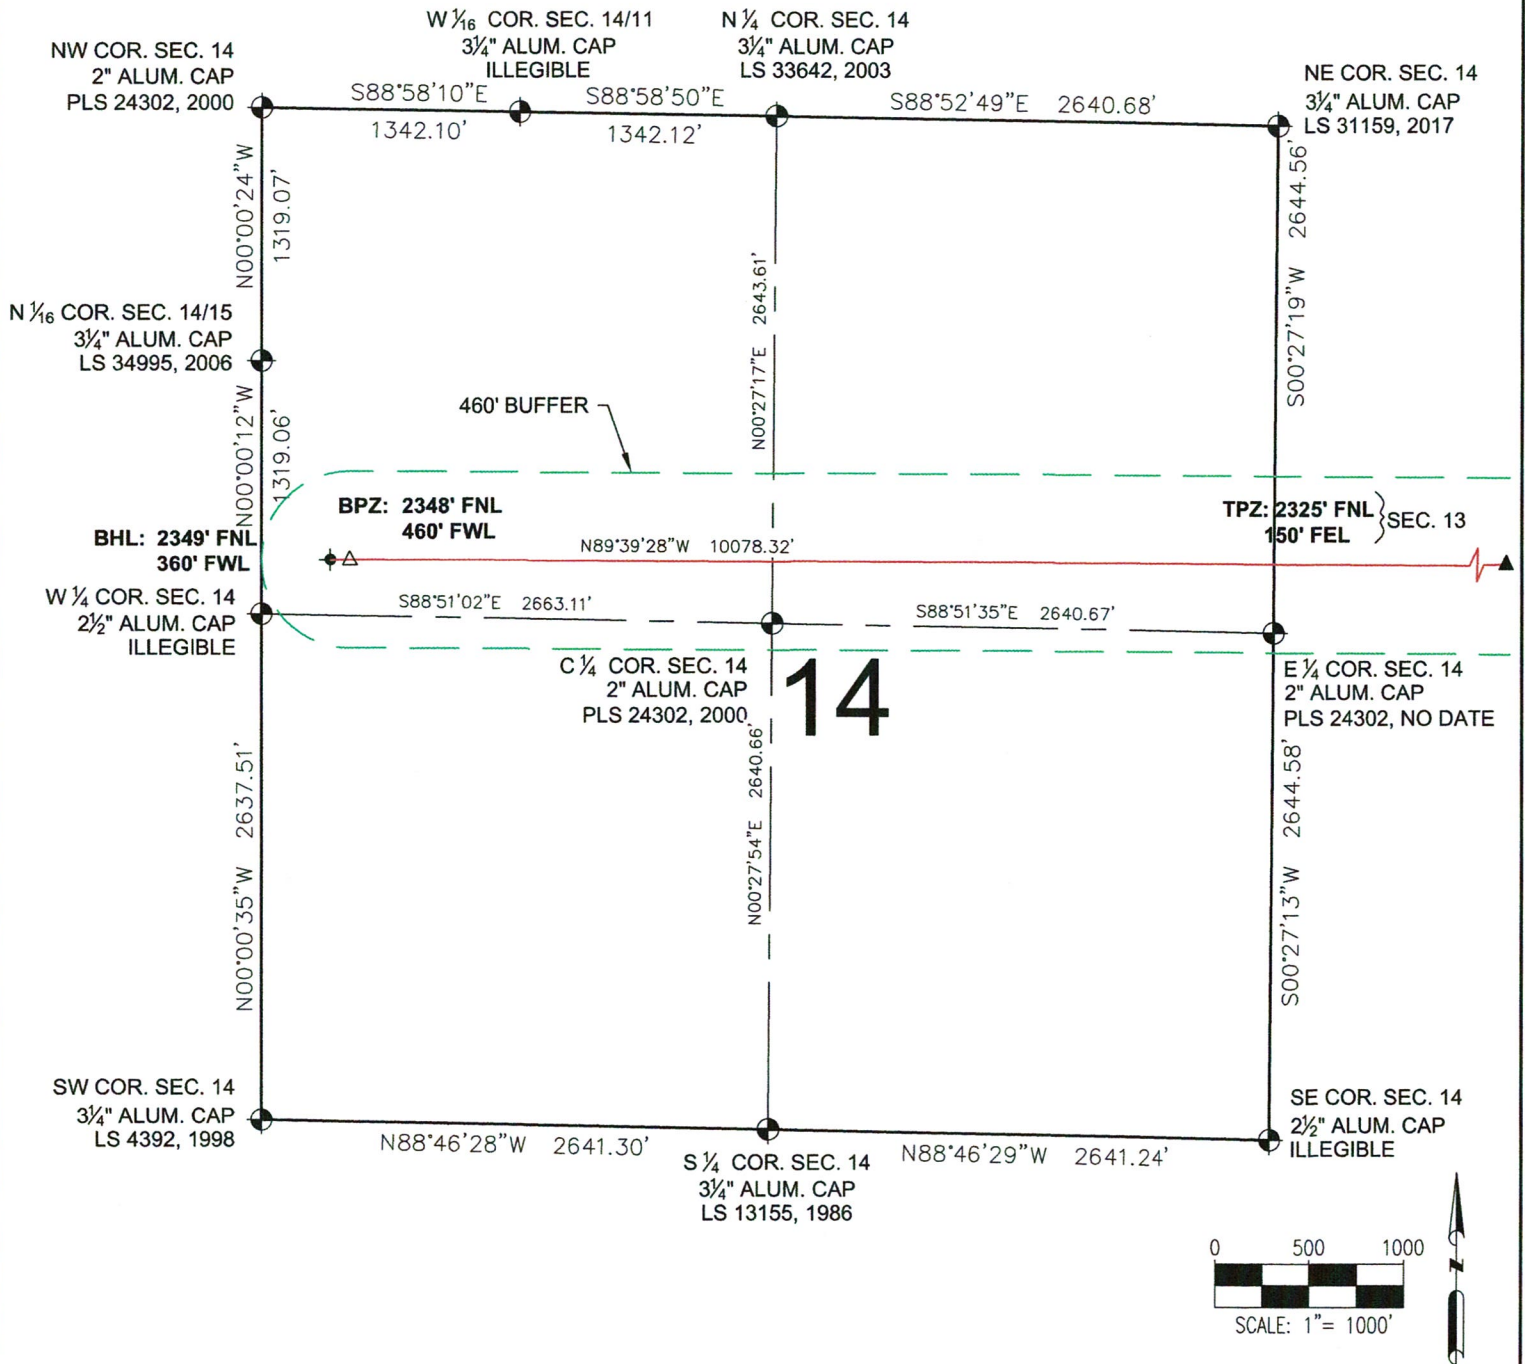 W 1⁄16 COR. SEC. 14/11
3¼" ALUM. CAP
ILLEGIBLE
N ¼ COR. SEC. 14
3¼" ALUM. CAP
LS 33642, 2003
NW COR. SEC. 14
2" ALUM. CAP
PLS 24302, 2000
NE COR. SEC. 14
3¼" ALUM. CAP
LS 31159, 2017
S88°58'10"E
1342.10'
S88°58'50"E
1342.12'
S88°52'49"E 2640.68'
N00°00'24"W
1319.07'
N00°27'17"E 2643.61'
S00°27'19"W 2644.56'
N 1⁄16 COR. SEC. 14/15
3¼" ALUM. CAP
LS 34995, 2006
N00°00'12"W
1319.06'
460' BUFFER
BPZ: 2348' FNL
460' FWL
TPZ: 2325' FNL
150' FEL
SEC. 13
BHL: 2349' FNL
360' FWL
N89°39'28"W 10078.32'
W ¼ COR. SEC. 14
2½" ALUM. CAP
ILLEGIBLE
S88°51'02"E 2663.11'
S88°51'35"E 2640.67'
C ¼ COR. SEC. 14
2" ALUM. CAP
PLS 24302, 2000
14
E ¼ COR. SEC. 14
2" ALUM. CAP
PLS 24302, NO DATE
N00°00'35"W 2637.51'
N00°27'54"E 2640.66'
S00°27'13"W 2644.58'
SW COR. SEC. 14
3¼" ALUM. CAP
LS 4392, 1998
N88°46'28"W 2641.30'
S ¼ COR. SEC. 14
3¼" ALUM. CAP
LS 13155, 1986
N88°46'29"W 2641.24'
SE COR. SEC. 14
2½" ALUM. CAP
ILLEGIBLE
0 500 1000
SCALE: 1"= 1000'
N